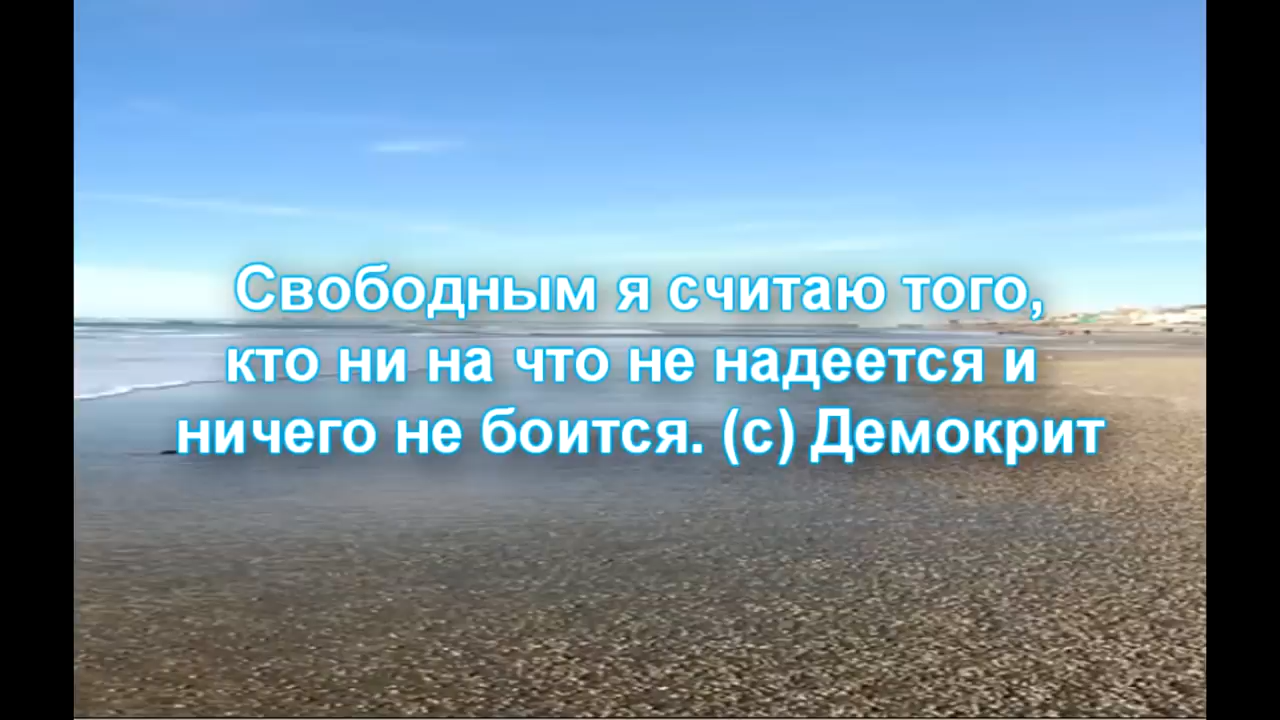 Свободным я считаю того,
кто ни на что не надеется и
ничего не боится. (с) Демокрит